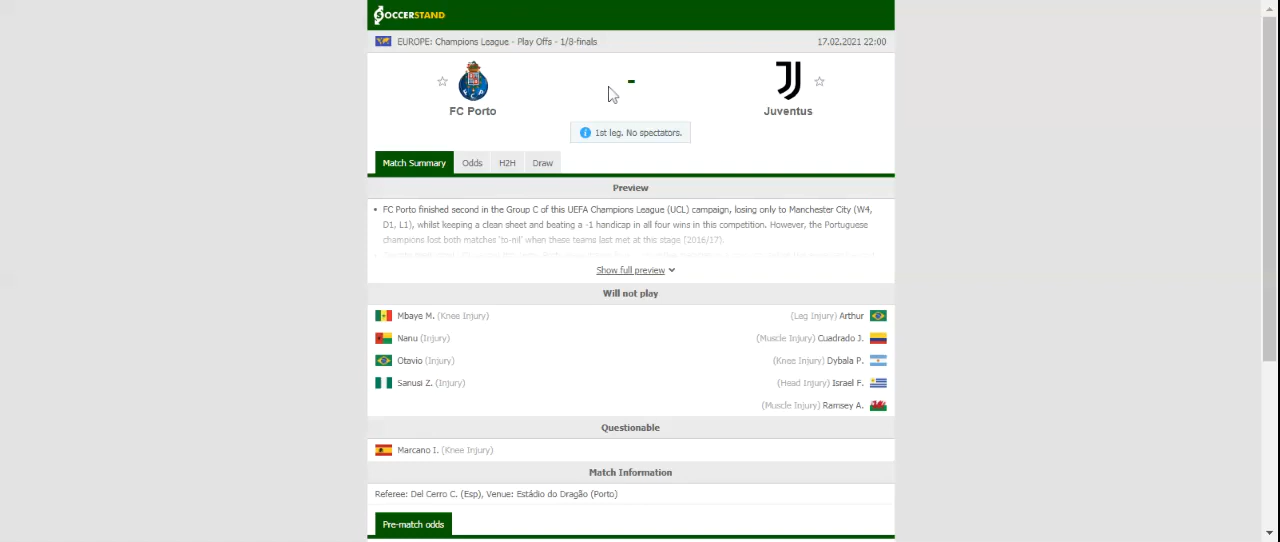 SOCCERSTAND
EUROPE: Champions League - Play Offs - 1/8-finals 17.02.2021 22:00
-
FC Porto Juventus
1st leg. No spectators.
Match Summary Odds H2H Draw
Preview
• FC Porto finished second in the Group C of this UEFA Champions League (UCL) campaign, losing only to Manchester City (W4,
D1, L1), whilst keeping a clean sheet and beating a -1 handicap in all four wins in this competition. However, the Portuguese
champions lost both matches 'to-nil' when these teams last met at this stage [2016/17].
Show full preview
Will not play
Mbaye M. (Knee Injury) (Leg Injury) Arthur
Nanu (Injury) (Muscle Injury) Cuadrado J.
Otavio (Injury) (Knee Injury) Dybala P.
Sanusi Z. (Injury) (Head Injury) Israel F.
(Muscle Injury) Ramsey A.
Questionable
Marcano I. (Knee Injury)
Match Information
Referee: Del Cerro C. (Esp), Venue: Estádio do Dragão (Porto)
Pre-match odds